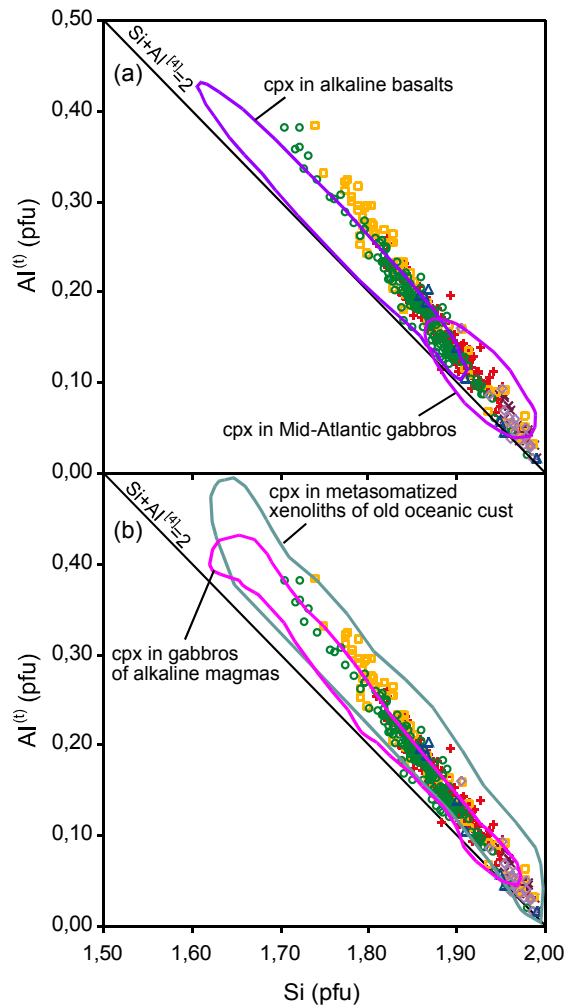 0,50
Si+Al[4]=2
(a)
cpx in alkaline basalts
0,40
0,30
Al(t) (pfu)
0,20
0,10
cpx in Mid-Atlantic gabbros
0,00
Si+Al[4]=2
(b)
cpx in metasomatized
xenoliths of old oceanic cust
0,40
cpx in gabbros
of alkaline magmas
0,30
Al(t) (pfu)
0,20
0,10
0,00
1,50
1,60
1,70
1,80
1,90
2,00
Si (pfu)